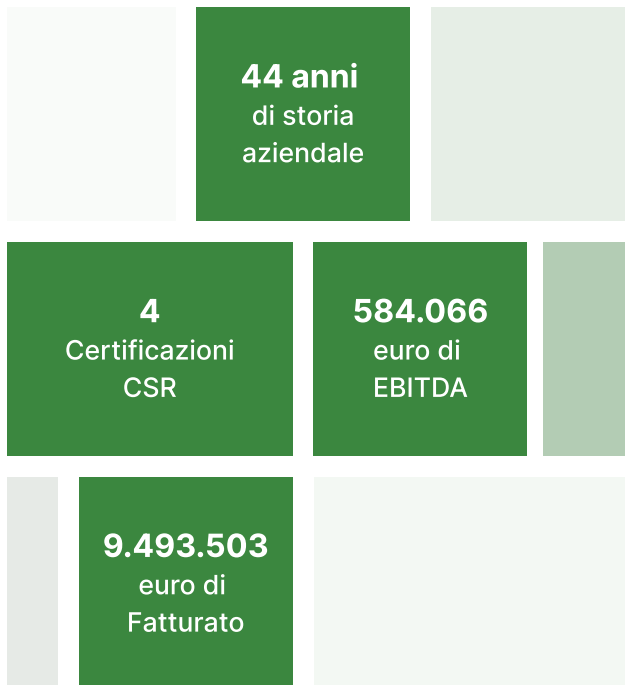 44 anni
di storia
aziendale
4
Certificazioni
CSR
584.066
euro di
EBITDA
9.493.503
euro di
Fatturato